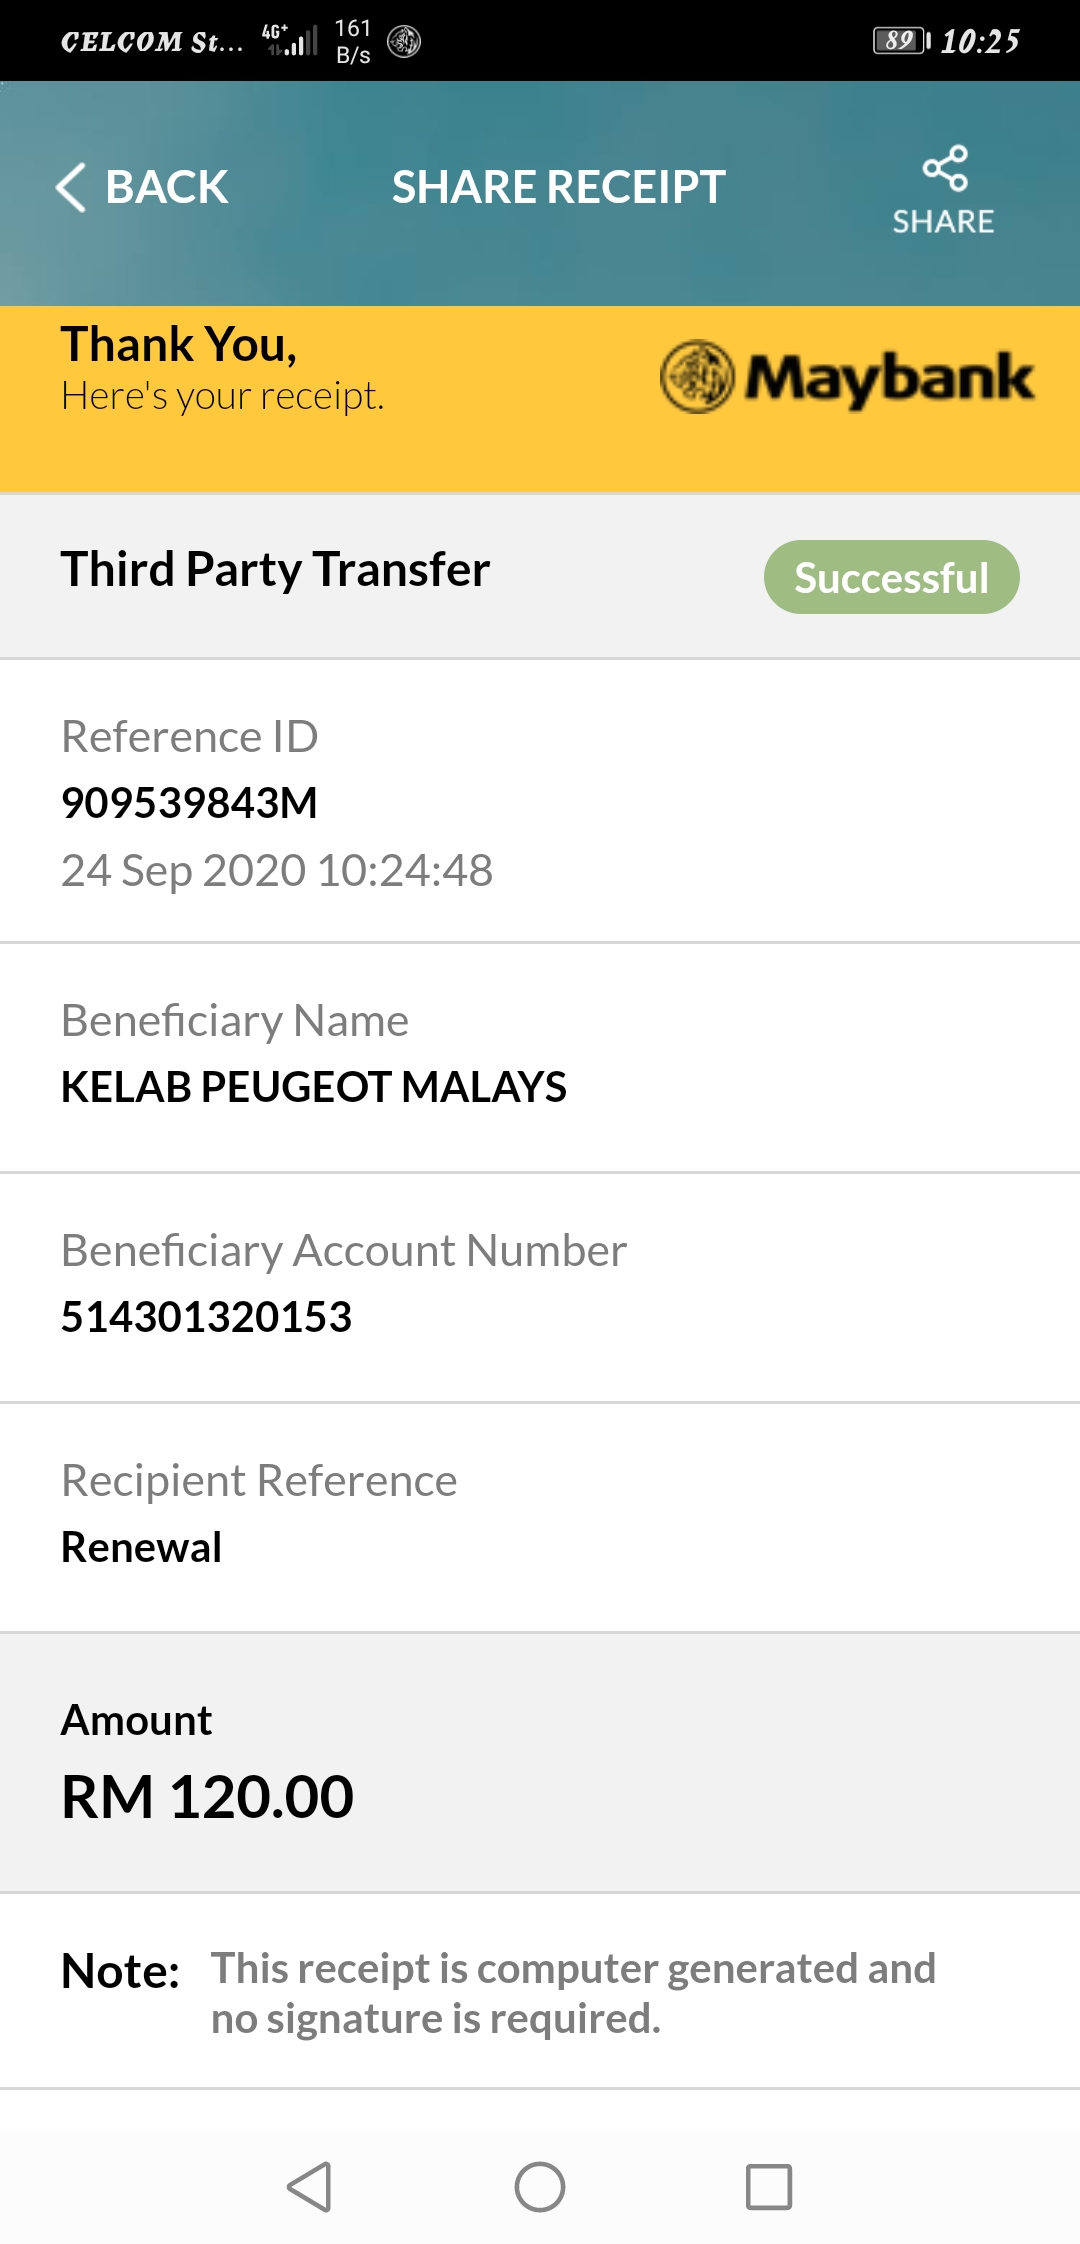 CELCOM St... 4G+ 161 B/s 89 10:25
BACK SHARE RECEIPT SHARE
Thank You,
Here's your receipt.
Maybank
Third Party Transfer Successful
Reference ID
909539843M
24 Sep 2020 10:24:48
Beneficiary Name
KELAB PEUGEOT MALAYS
Beneficiary Account Number
514301320153
Recipient Reference
Renewal
Amount
RM 120.00
Note: This receipt is computer generated and
no signature is required.